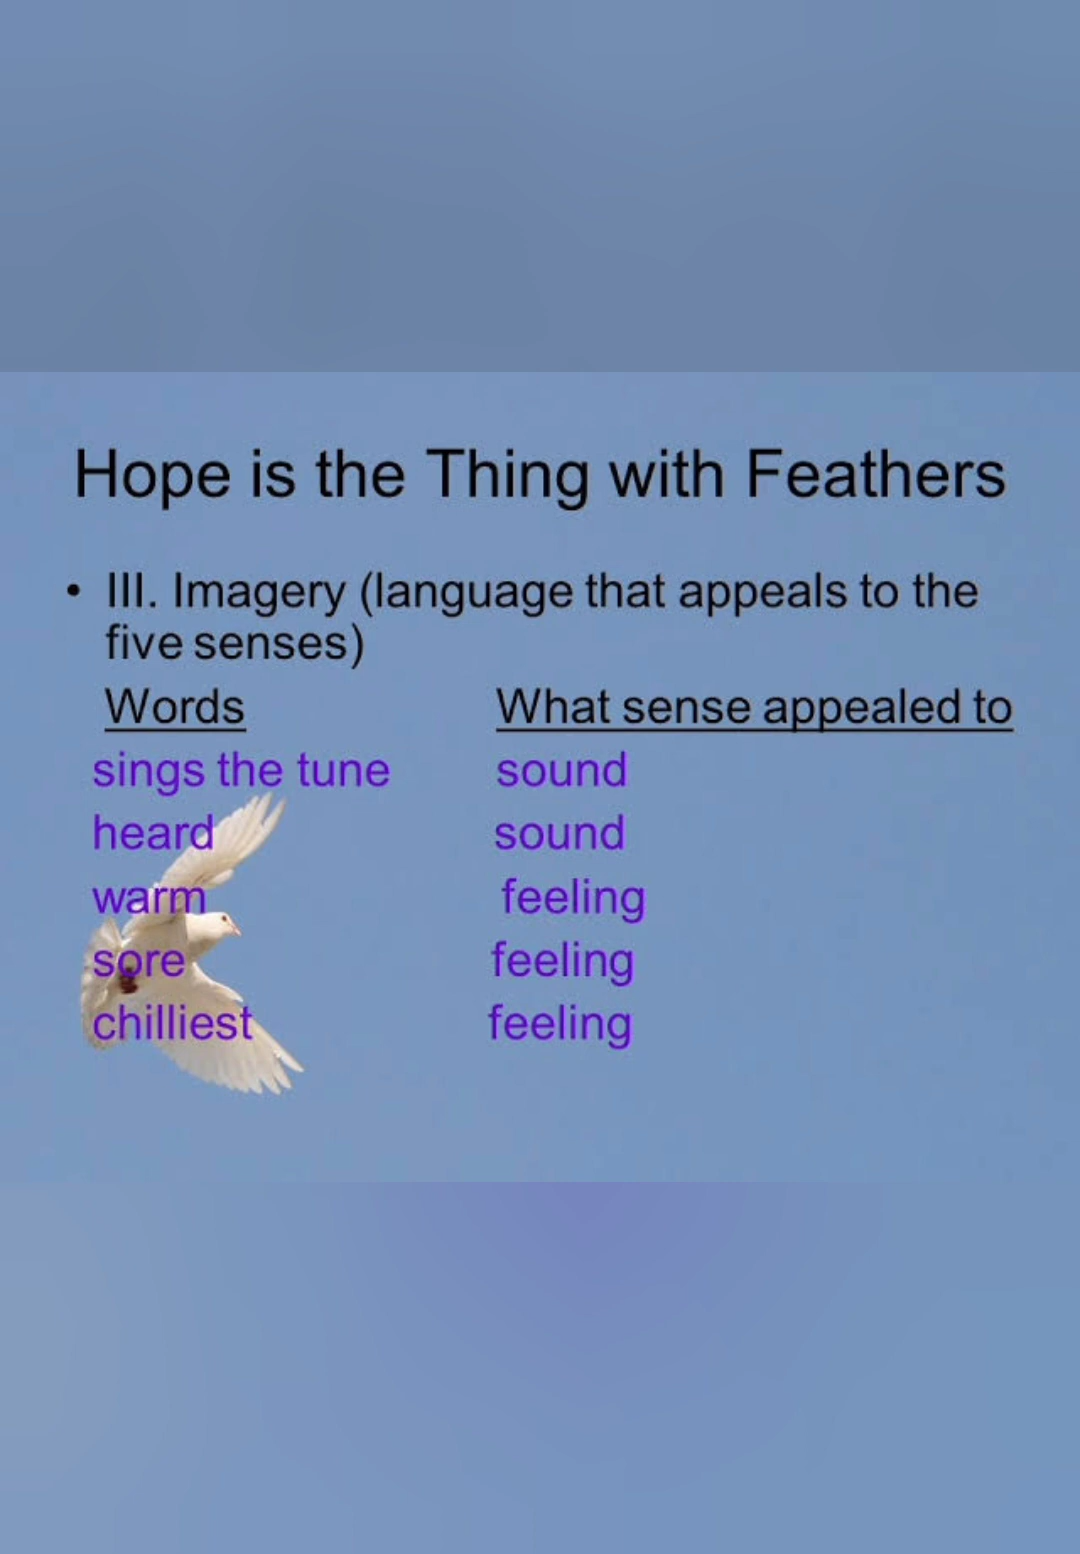 Hope is the Thing with Feathers
• III. Imagery (language that appeals to the
five senses)
Words What sense appealed to
sings the tune sound
heard sound
warm feeling
sore feeling
chilliest feeling